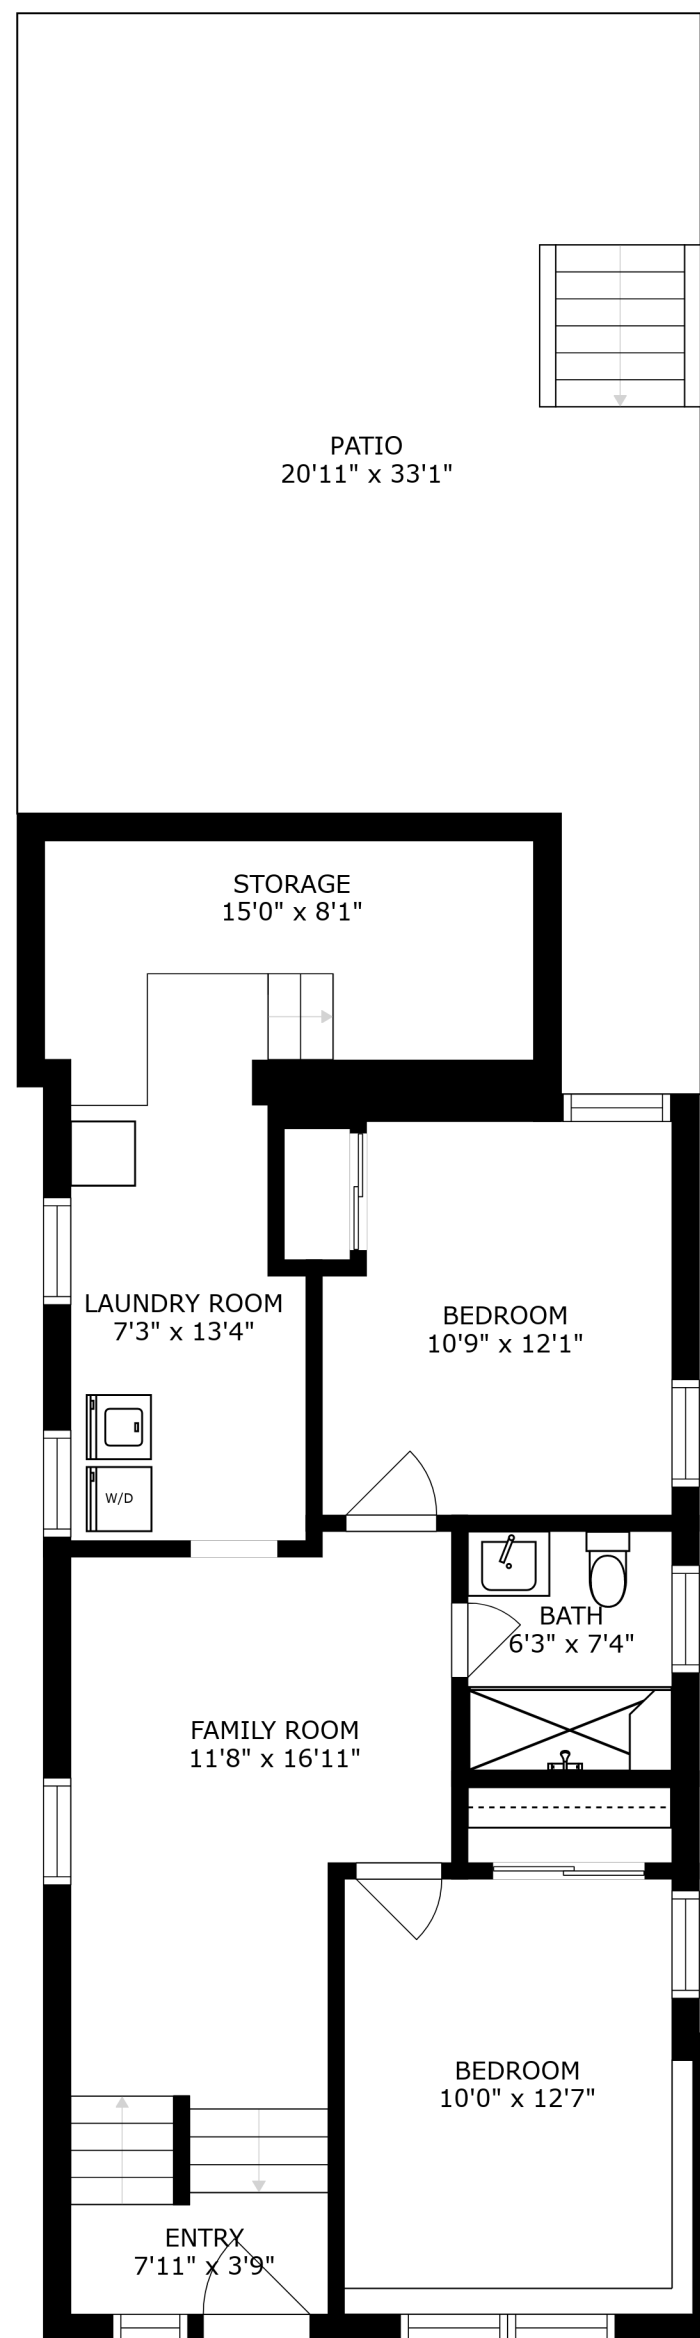 PATIO
20'11" x 33'1"
STORAGE
15'0" x 8'1"
LAUNDRY ROOM
7'3" x 13'4"
BEDROOM
10'9" x 12'1"
W/D
BATH
6'3" x 7'4"
FAMILY ROOM
11'8" x 16'11"
BEDROOM
10'0" x 12'7"
ENTRY
7'11" x 3'9"